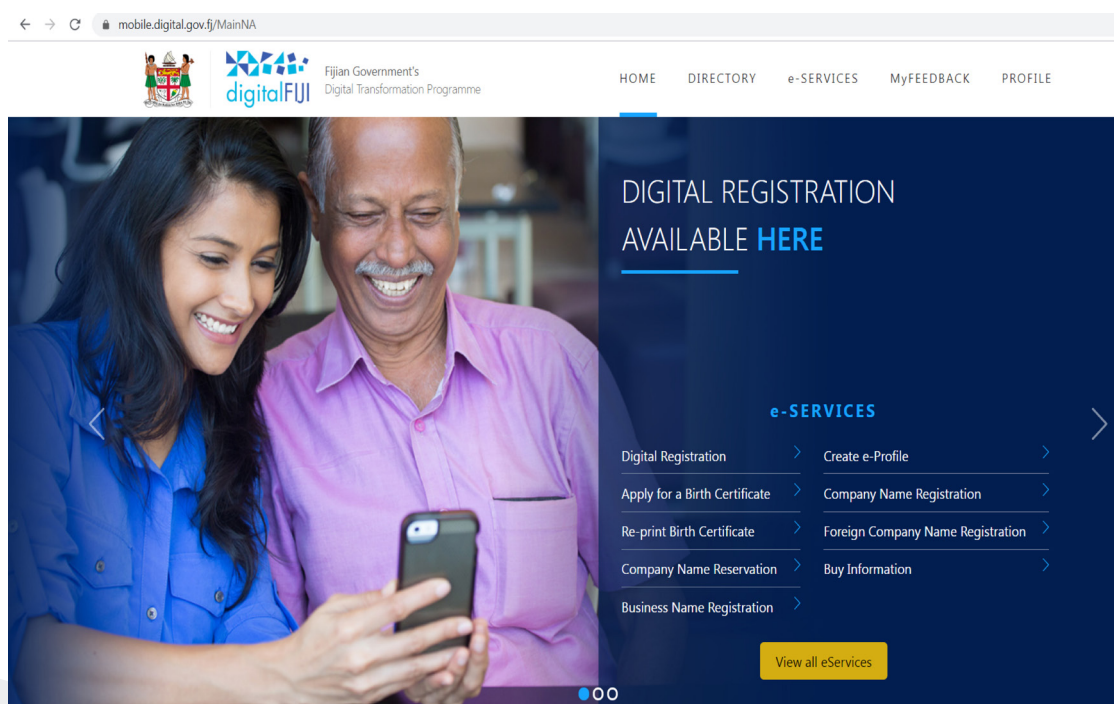 mobile.digital.gov.fj/MainNA
digitalFIJI
Fijian Government's
Digital Transformation Programme
HOME DIRECTORY e-SERVICES MyFEEDBACK PROFILE
DIGITAL REGISTRATION
AVAILABLE HERE
e-SERVICES
Digital Registration
Apply for a Birth Certificate
Re-print Birth Certificate
Company Name Reservation
Business Name Registration
Create e-Profile
Company Name Registration
Foreign Company Name Registration
Buy Information
View all eServices